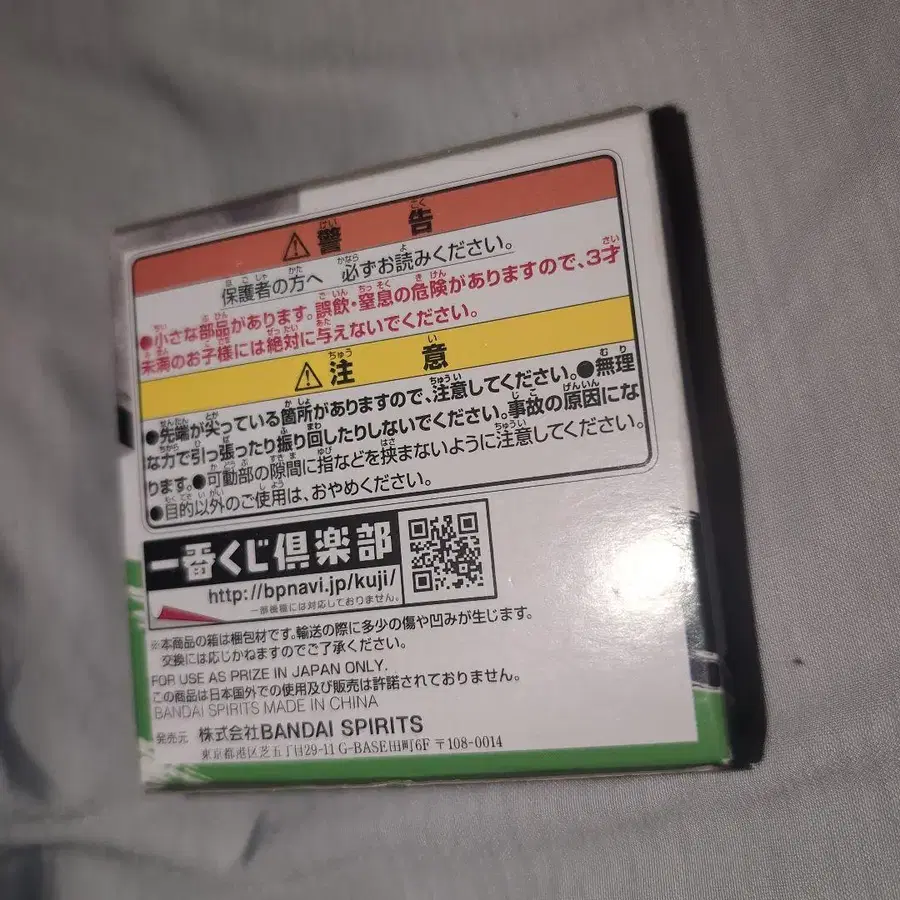 ⚠警告
保護者の方へ 必ずお読みください。
●小さな部品があります。誤飲・窒息の危険がありますので、3才
未満のお子様には絶対に与えないでください。
⚠注意
●先端が尖っている箇所がありますので、注意してください。●無理
な力で引っ張ったり振り回したりしないでください。事故の原因にな
ります。●可動部の隙間に指などを挟まないように注意してください。
●目的以外のご使用は、おやめください。
一番くじ倶楽部
http://bpnavi.jp/kuji/
一部機種には対応しておりません。
※本商品の箱は梱包材です。輸送の際に多少の傷や凹みが生じます。
交換には応じかねますのでご了承ください。
FOR USE AS PRIZE IN JAPAN ONLY.
この商品は日本国外での使用及び販売は許諾されておりません。
BANDAI SPIRITS MADE IN CHINA
発売元 株式会社BANDAI SPIRITS
東京都港区芝五丁目29-11 G-BASE田町6F 〒108-0014